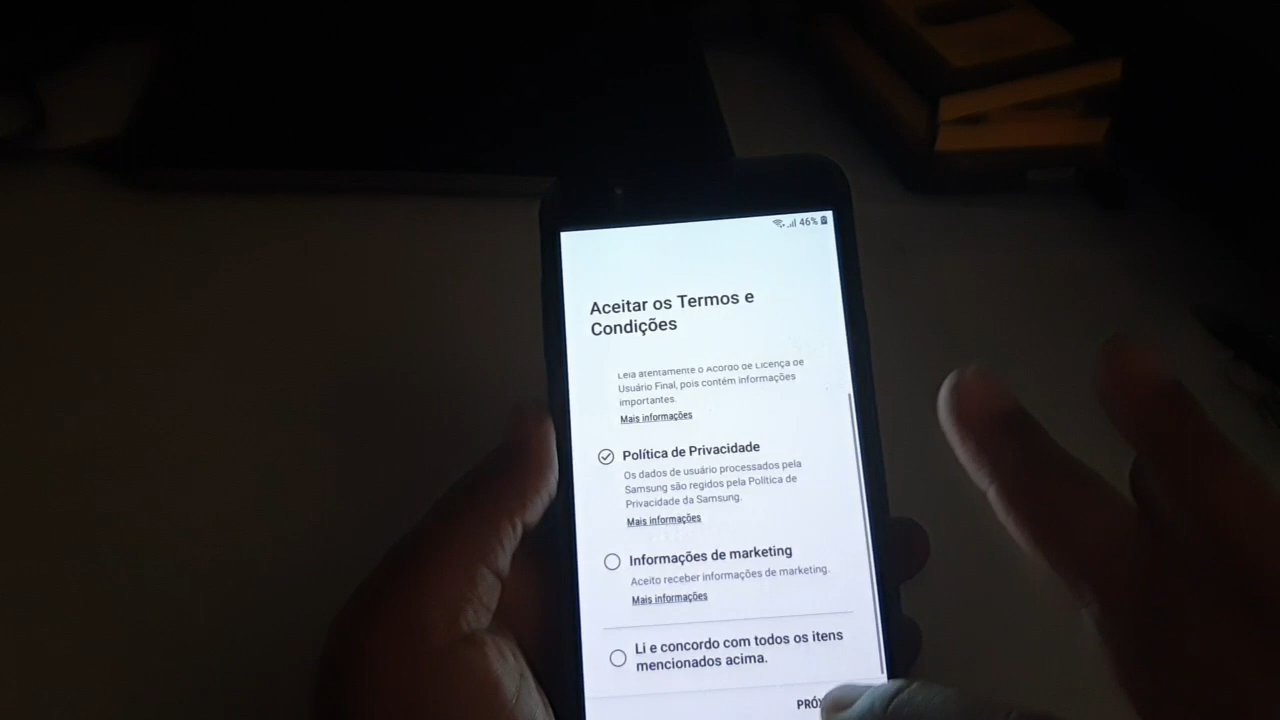 46%
Aceitar os Termos e
Condições
Leia atentamente o Acordo de Licença de
Usuário Final, pois contém informações
importantes.
Mais informações
Política de Privacidade
Os dados de usuário processados pela
Samsung são regidos pela Política de
Privacidade da Samsung.
Mais informações
Informações de marketing
Aceito receber informações de marketing.
Mais informações
Li e concordo com todos os itens
mencionados acima.